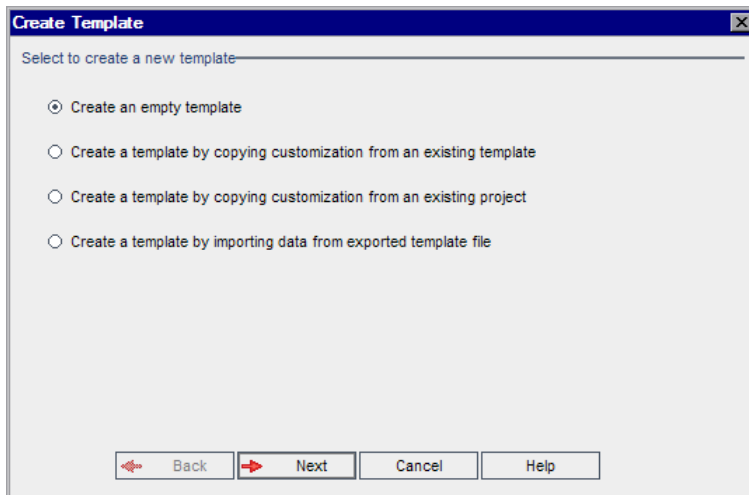 Create Template
Select to create a new template
Create an empty template
Create a template by copying customization from an existing template
Create a template by copying customization from an existing project
Create a template by importing data from exported template file
Back Next Cancel Help